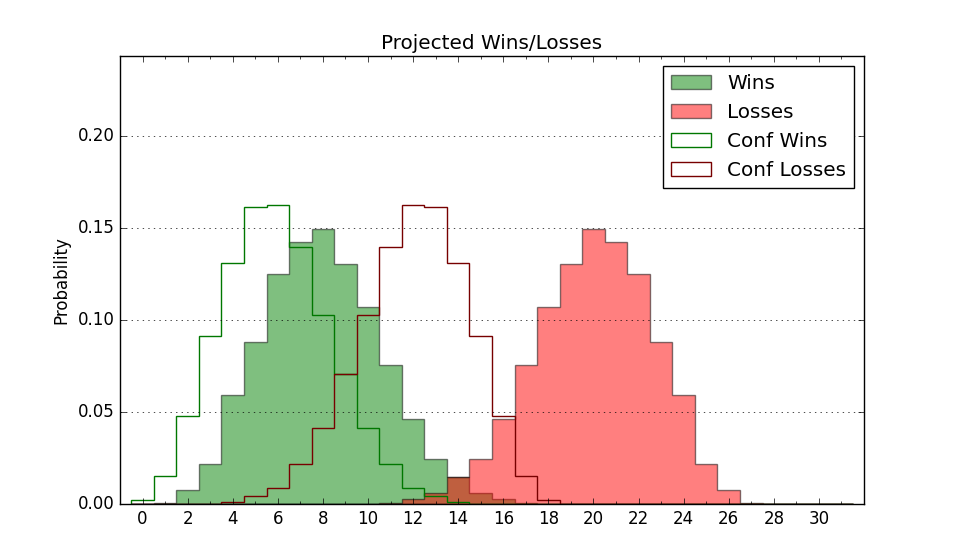 Projected Wins/Losses
Wins
Losses
Conf Wins
Conf Losses
Probability
0.20
0.15
0.10
0.05
0.00
0 2 4 6 8 10 12 14 16 18 20 22 24 26 28 30